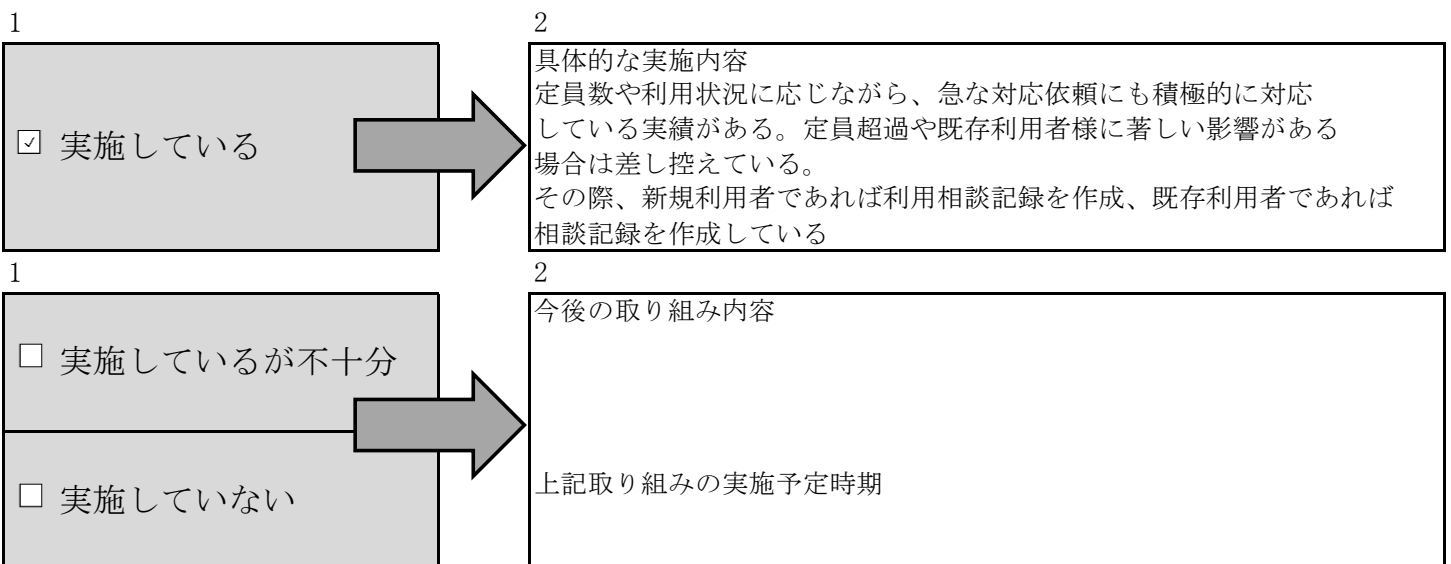 1
2
☑ 実施している
具体的な実施内容
定員数や利用状況に応じながら、急な対応依頼にも積極的に対応
している実績がある。定員超過や既存利用者様に著しい影響がある
場合は差し控えている。
その際、新規利用者であれば利用相談記録を作成、既存利用者であれば
相談記録を作成している
1
2
☐ 実施しているが不十分
☐ 実施していない
今後の取り組み内容
上記取り組みの実施予定時期